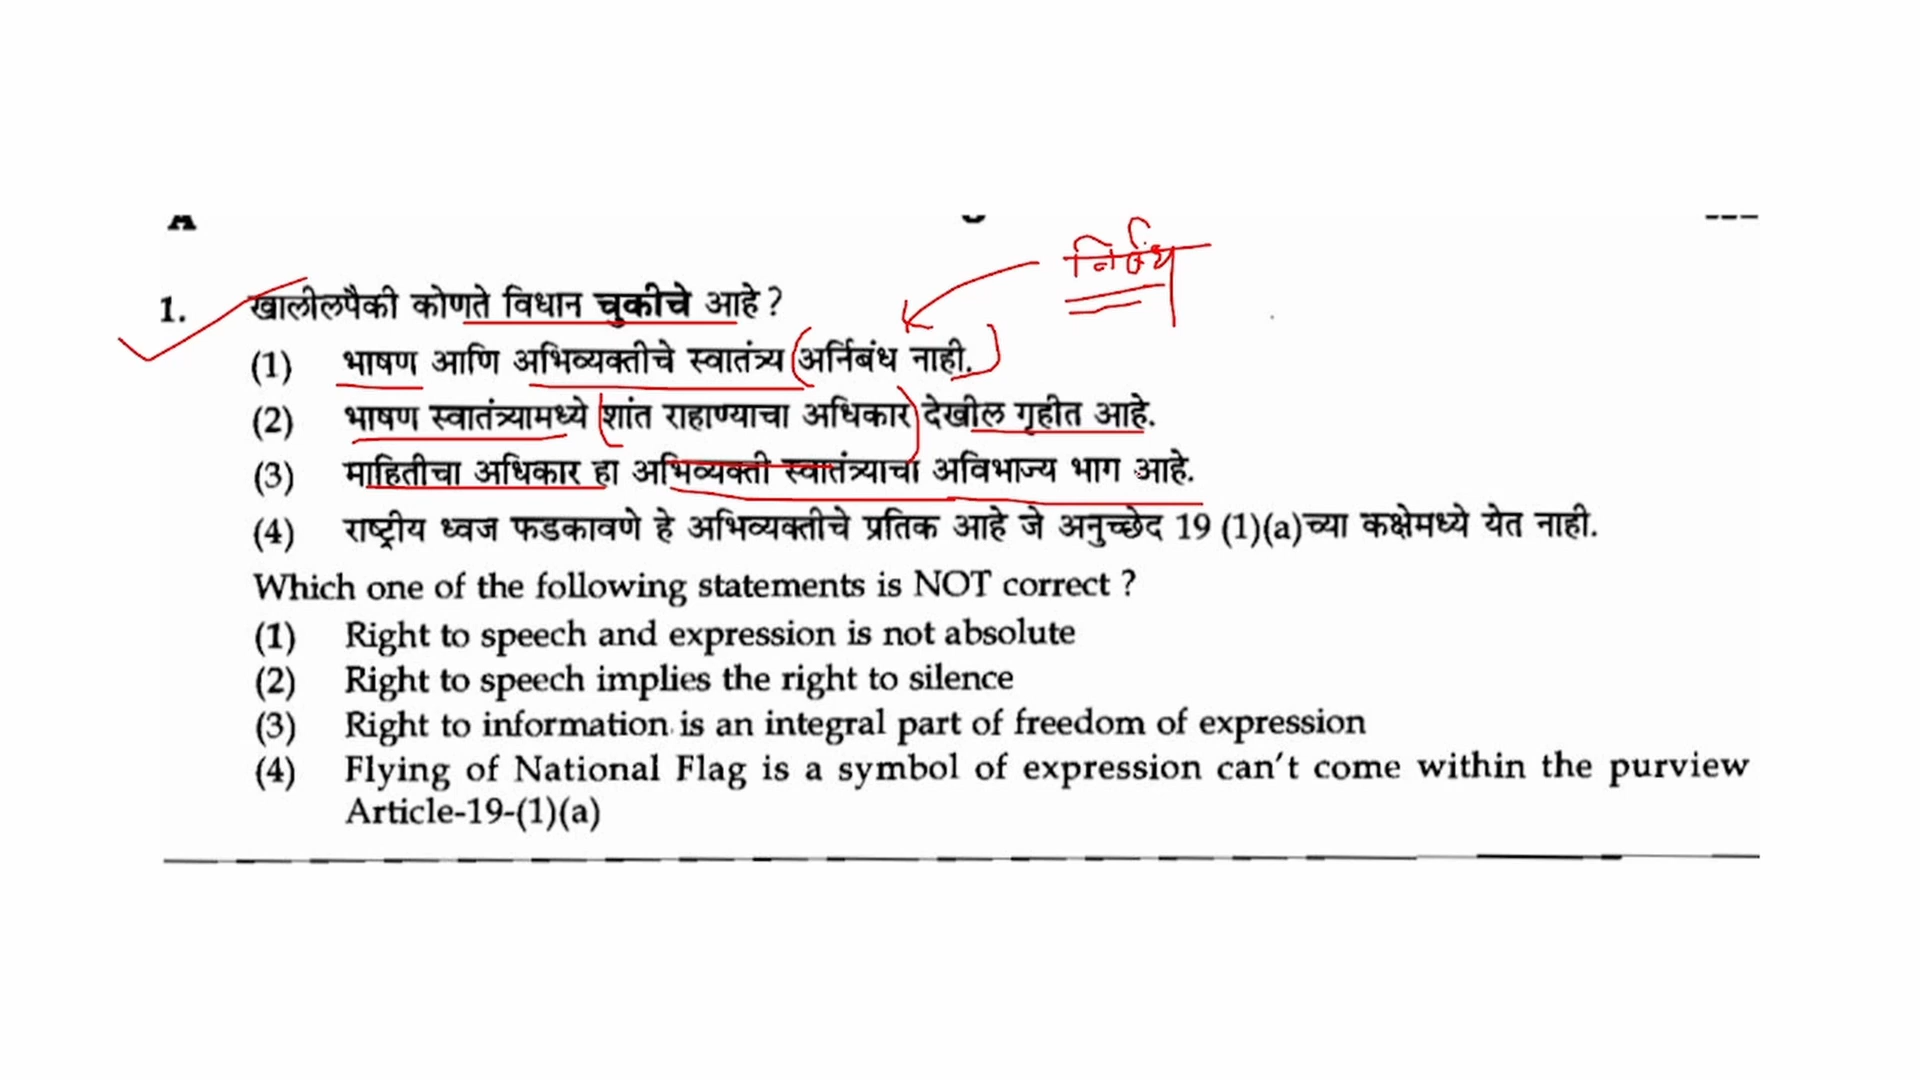 A
निर्बंध
1. खालीलपैकी कोणते विधान चुकीचे आहे ?
(1) भाषण आणि अभिव्यक्तीचे स्वातंत्र्य अर्निबंध नाही.
(2) भाषण स्वातंत्र्यामध्ये शांत राहाण्याचा अधिकार देखील गृहीत आहे.
(3) माहितीचा अधिकार हा अभिव्यक्ती स्वातंत्र्याचा अविभाज्य भाग आहे.
(4) राष्ट्रीय ध्वज फडकावणे हे अभिव्यक्तीचे प्रतिक आहे जे अनुच्छेद 19 (1)(a)च्या कक्षेमध्ये येत नाही.
Which one of the following statements is NOT correct ?
(1) Right to speech and expression is not absolute
(2) Right to speech implies the right to silence
(3) Right to information is an integral part of freedom of expression
(4) Flying of National Flag is a symbol of expression can't come within the purview
Article-19-(1)(a)